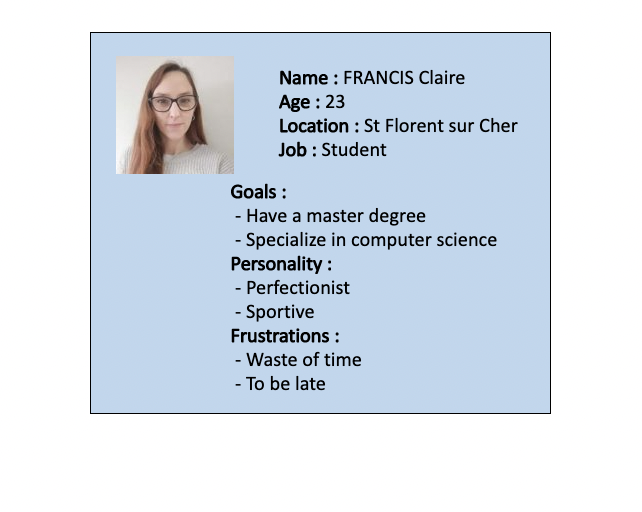 Name : FRANCIS Claire
Age : 23
Location : St Florent sur Cher
Job : Student
Goals :
- Have a master degree
- Specialize in computer science
Personality :
- Perfectionist
- Sportive
Frustrations :
- Waste of time
- To be late